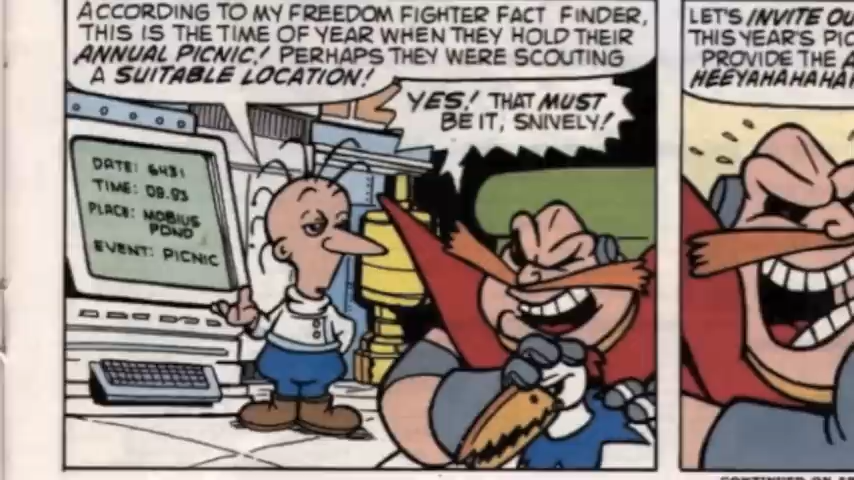 ACCORDING TO MY FREEDOM FIGHTER FACT FINDER,
THIS IS THE TIME OF YEAR WHEN THEY HOLD THEIR
ANNUAL PICNIC! PERHAPS THEY WERE SCOUTING
A SUITABLE LOCATION!
YES! THAT MUST
BE IT, SNIVELY!
DATE: 6431
TIME: 09.93
PLACE: MOBIUS
POND
EVENT: PICNIC
LET'S INVITE OU
THIS YEAR'S PIC
PROVIDE THE A
HEEYAHAHAHA